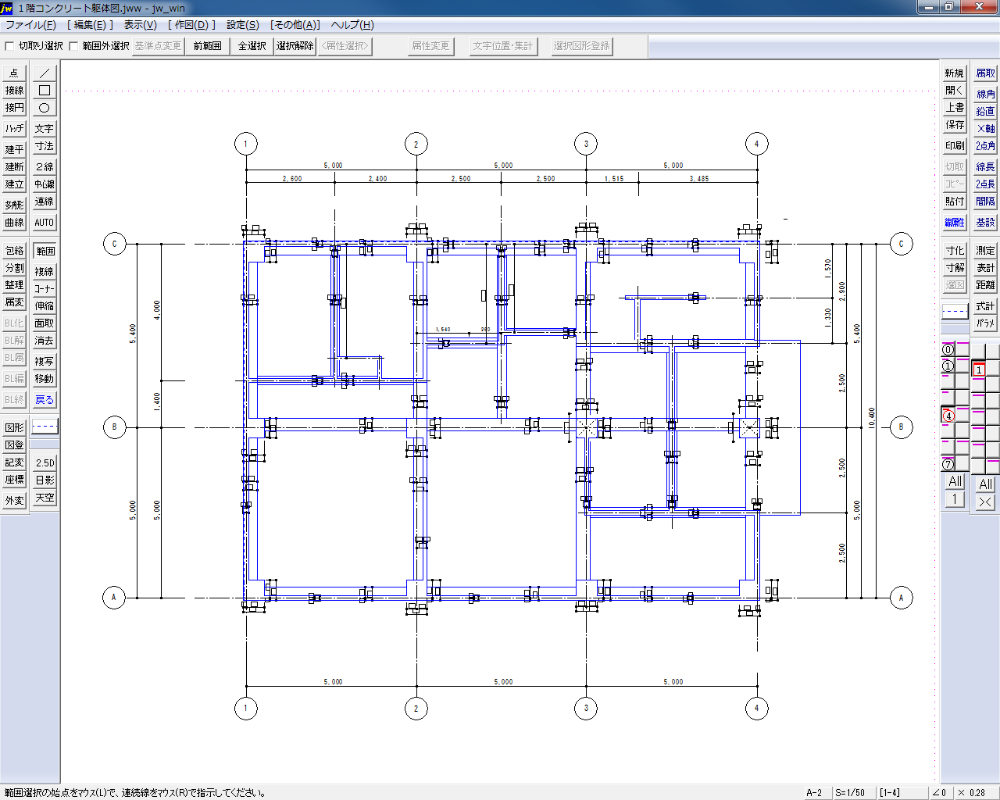 1階コンクリート躯体図.jww - jw_win
ファイル(F) [ 編集(E) ] 表示(V) [ 作図(D) ] 設定(S) [その他(A)] ヘルプ(H)
切取り選択 範囲外選択 基準点変更 前範囲 全選択 選択解除 <属性選択> 属性変更 文字位置・集計 選択図形登録
点
接線
接円
ハッチ
建平
建断
建立
多角形
曲線
包絡
分割
整理
属変
BL化
BL解
BL属
BL編
BL終
図形
図登
記変
座標
外変
文字
寸法
2線
中心線
連線
AUTO
範囲
複線
コーナー
伸縮
面取
消去
複写
移動
戻る
2.5D
日影
天空
1 2 3 4
5,000 5,000 5,000
2,600 2,400 2,500 2,500 1,515 3,485
C C
4,000
5,400
1,570
2,900
1,330
5,400
1,540 960
2,500
1,400
10,400
B B
2,500
5,000
5,000
5,000
2,500
A A
5,000 5,000 5,000
1 2 3 4
新規
開く
上書
保存
印刷
切取
コピー
貼付
線属性
寸化
寸解
選図
属取
線角
鉛直
X軸
2点角
線長
2点長
間隔
基設
測定
表計
距離
式計
パラメ
0
1
4
7
All
1
1
All
範囲選択の始点をマウス(L)で、連続線をマウス(R)で指示してください。
A-2 S=1/50 [1-4] ∠0 × 0.28